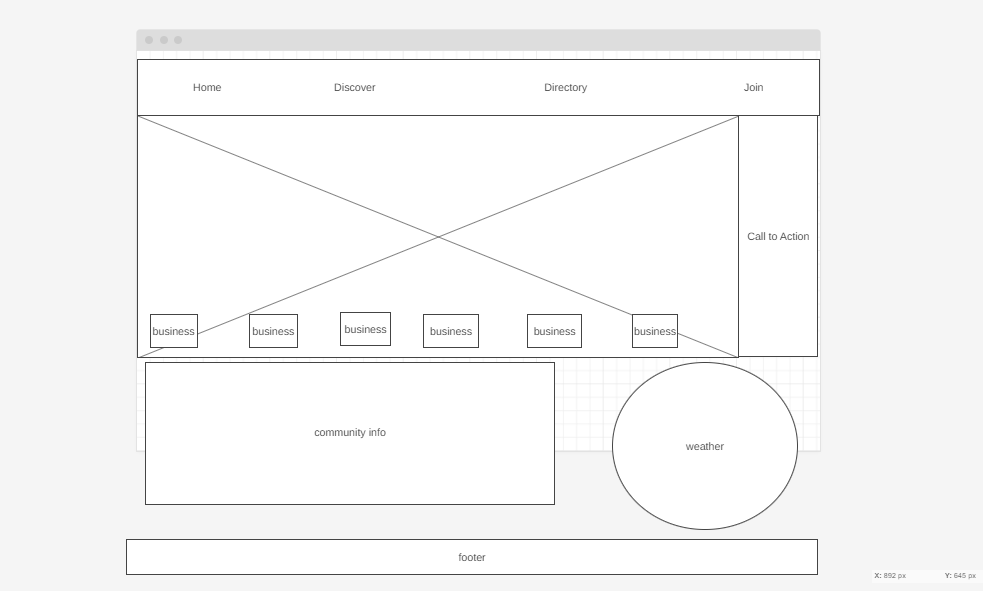 Home Discover Directory Join
Call to Action
business business business business business business
community info
weather
footer
X: 892 px Y: 645 px